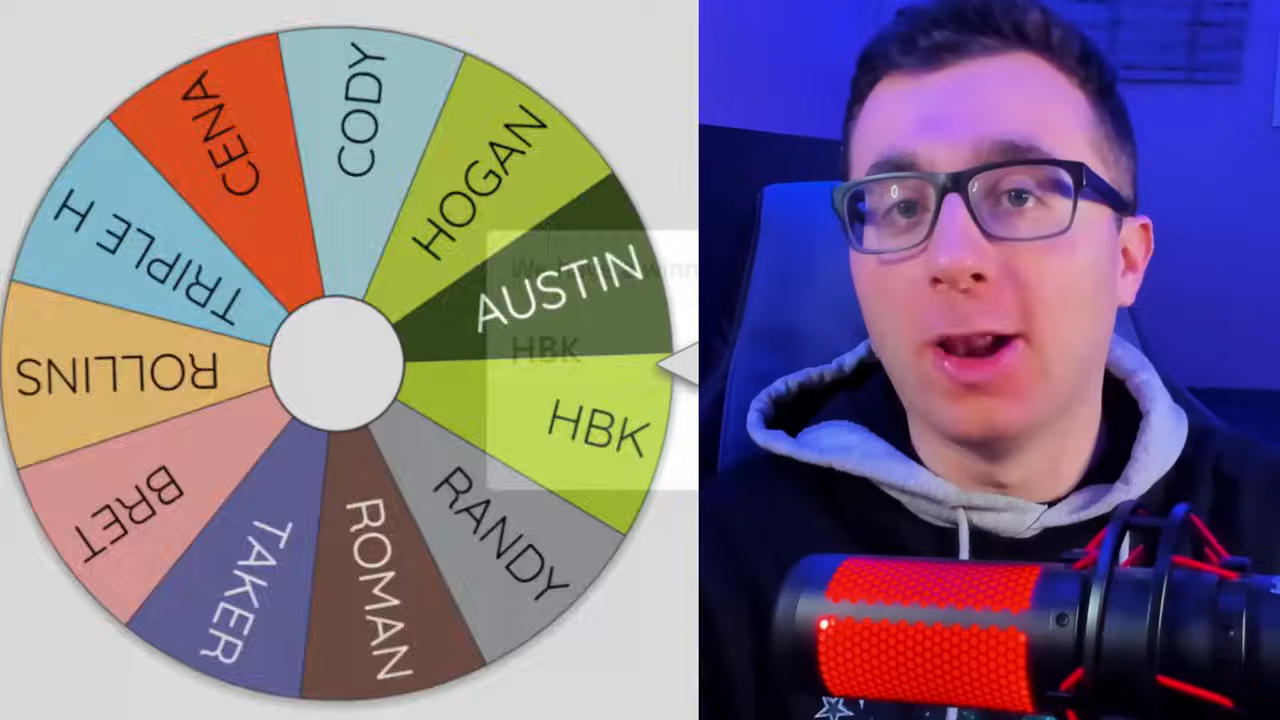 CODY
HOGAN
AUSTIN
HBK
RANDY
ROMAN
TAKER
BRET
ROLLINS
TRIPLE H
CENA
HBK